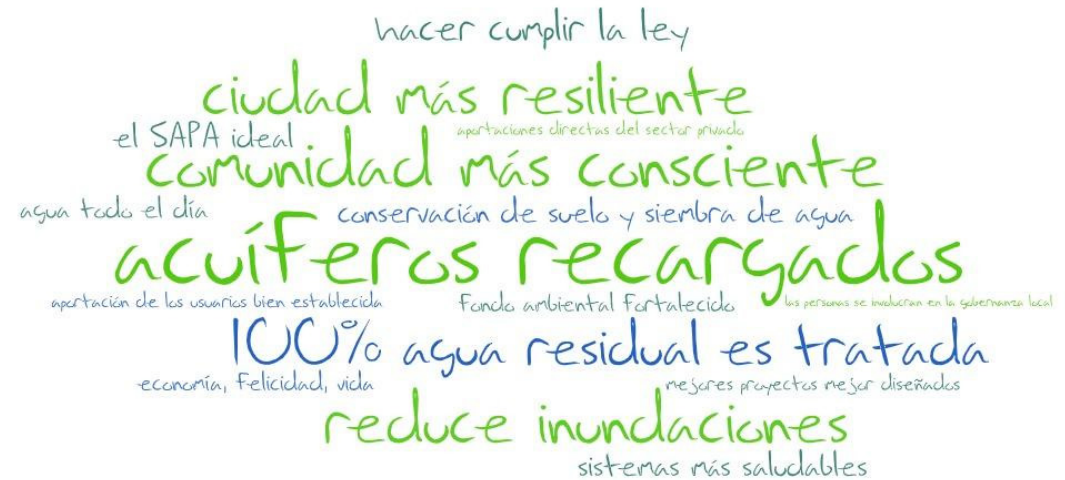 hacer cumplir la ley
ciudad más resiliente
aportaciones directas del sector privado
el SAPA ideal
comunidad más consciente
agua todo el día
conservación de suelo y siembra de agua
acuíferos recargados
aportación de los usuarios bien establecida
Fondo ambiental fortalecido
las personas se involucran en la gobernanza local
100% agua residual es tratada
economía, felicidad, vida
mejores proyectos mejor diseñados
reduce inundaciones
sistemas más saludables